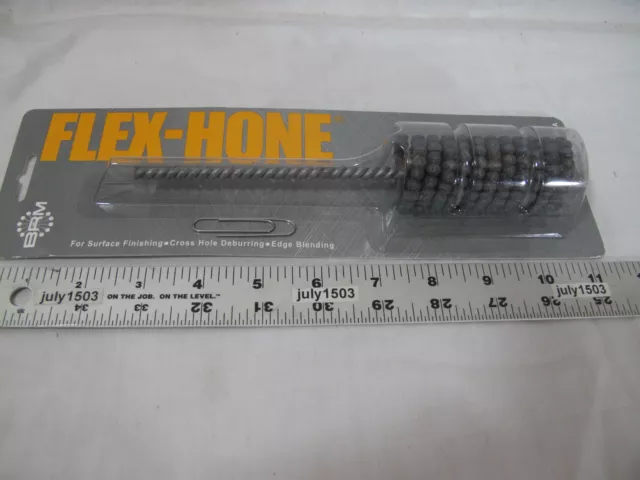 FLEX-HONE
BRM
For Surface Finishing•Cross Hole Deburring•Edge Blending
2 3 4 5 6 7 8 9 10 11
july1503 ON THE JOB. ON THE LEVEL.™ july1503 july1503
34 33 32 31 30 29 28 27 26 25